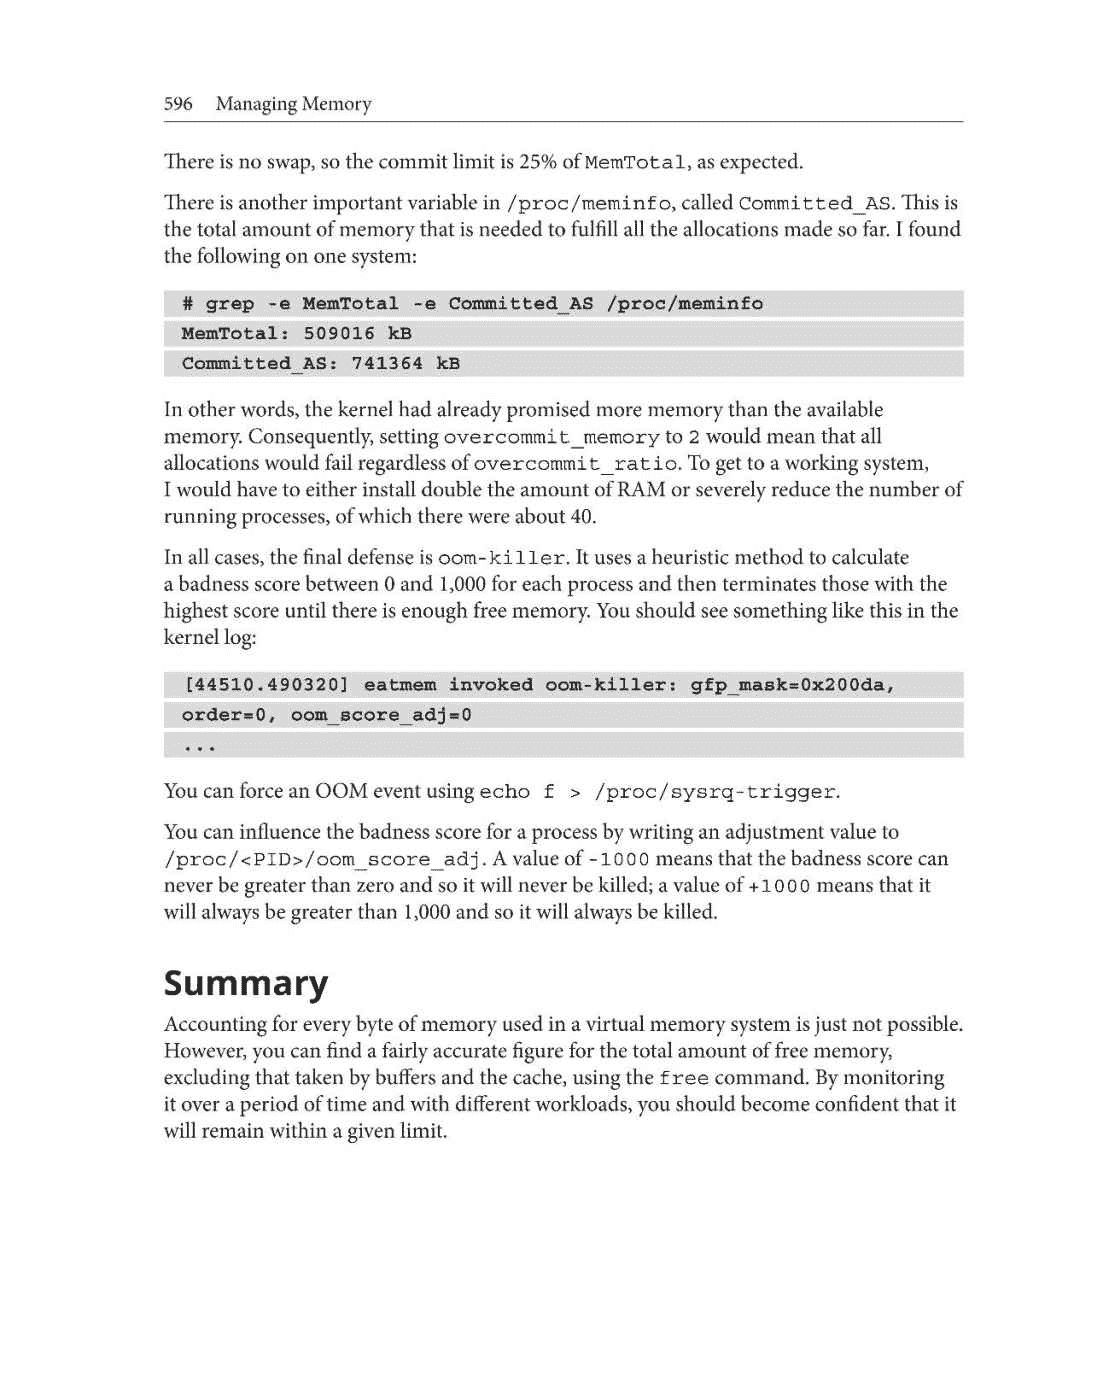 596 Managing Memory
There is no swap, so the commit limit is 25% of MemTotal, as expected.
There is another important variable in /proc/meminfo, called Committed_AS. This is
the total amount of memory that is needed to fulfill all the allocations made so far. I found
the following on one system:
# grep -e MemTotal -e Committed_AS /proc/meminfo
MemTotal: 509016 kB
Committed_AS: 741364 kB
In other words, the kernel had already promised more memory than the available
memory. Consequently, setting overcommit_memory to 2 would mean that all
allocations would fail regardless of overcommit_ratio. To get to a working system,
I would have to either install double the amount of RAM or severely reduce the number of
running processes, of which there were about 40.
In all cases, the final defense is oom-killer. It uses a heuristic method to calculate
a badness score between 0 and 1,000 for each process and then terminates those with the
highest score until there is enough free memory. You should see something like this in the
kernel log:
[44510.490320] eatmem invoked oom-killer: gfp_mask=0x200da,
order=0, oom_score_adj=0
...
You can force an OOM event using echo f > /proc/sysrq-trigger.
You can influence the badness score for a process by writing an adjustment value to
/proc/<PID>/oom_score_adj. A value of -1000 means that the badness score can
never be greater than zero and so it will never be killed; a value of +1000 means that it
will always be greater than 1,000 and so it will always be killed.
Summary
Accounting for every byte of memory used in a virtual memory system is just not possible.
However, you can find a fairly accurate figure for the total amount of free memory,
excluding that taken by buffers and the cache, using the free command. By monitoring
it over a period of time and with different workloads, you should become confident that it
will remain within a given limit.